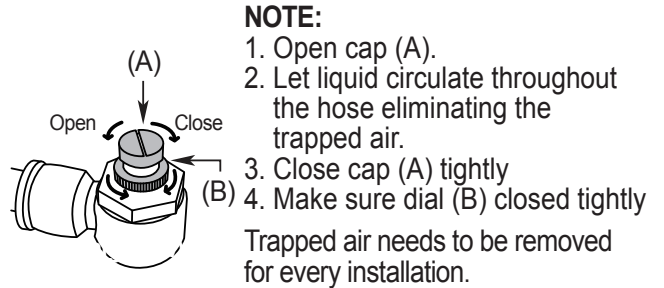 NOTE:
1. Open cap (A).
2. Let liquid circulate throughout
the hose eliminating the
trapped air.
3. Close cap (A) tightly
4. Make sure dial (B) closed tightly
Trapped air needs to be removed
for every installation.
(A)
Open
Close
(B)